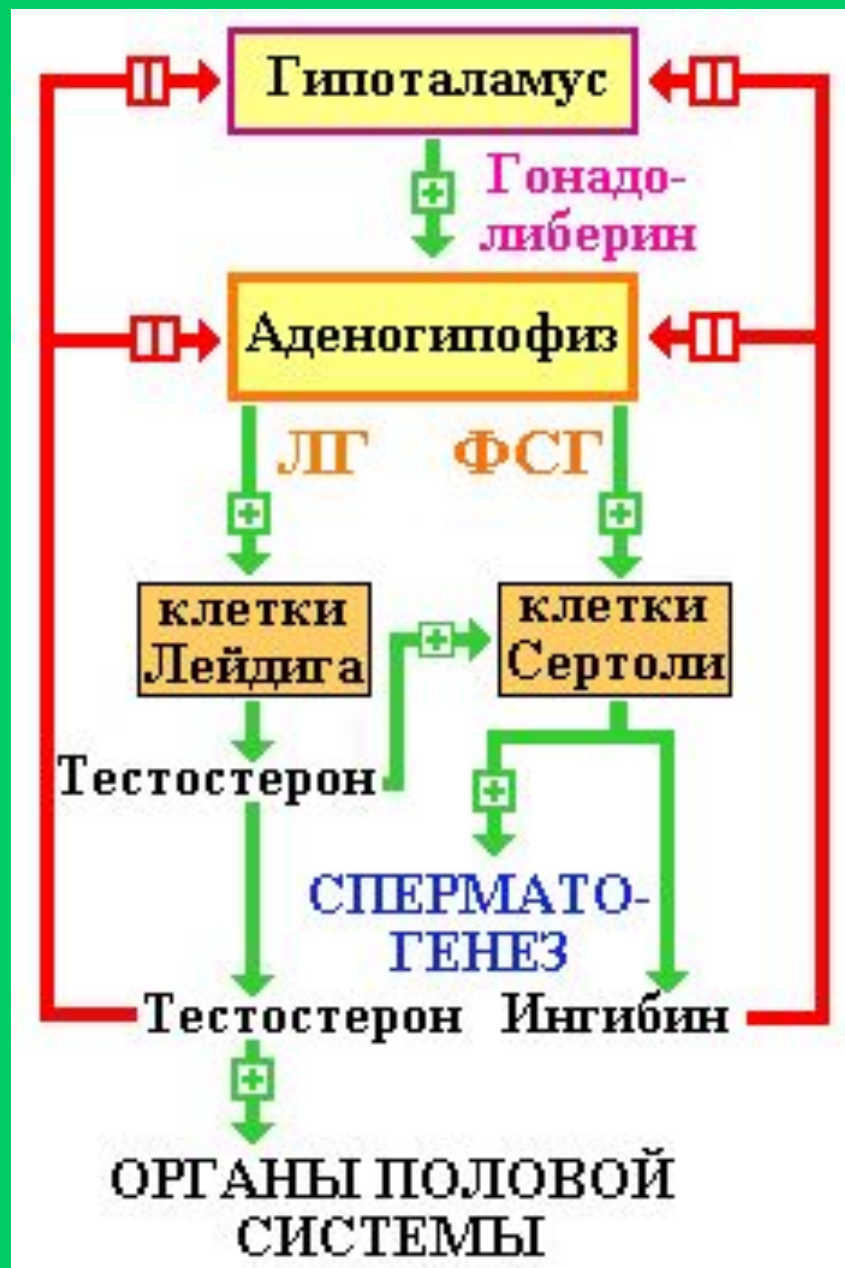 Гипоталамус
Гонадо-
либерин
Аденогипофиз
ЛГ ФСГ
клетки
Лейдига
клетки
Сертоли
Тестостерон
СПЕРМАТО-
ГЕНЕЗ
Тестостерон Ингибин
ОРГАНЫ ПОЛОВОЙ
СИСТЕМЫ